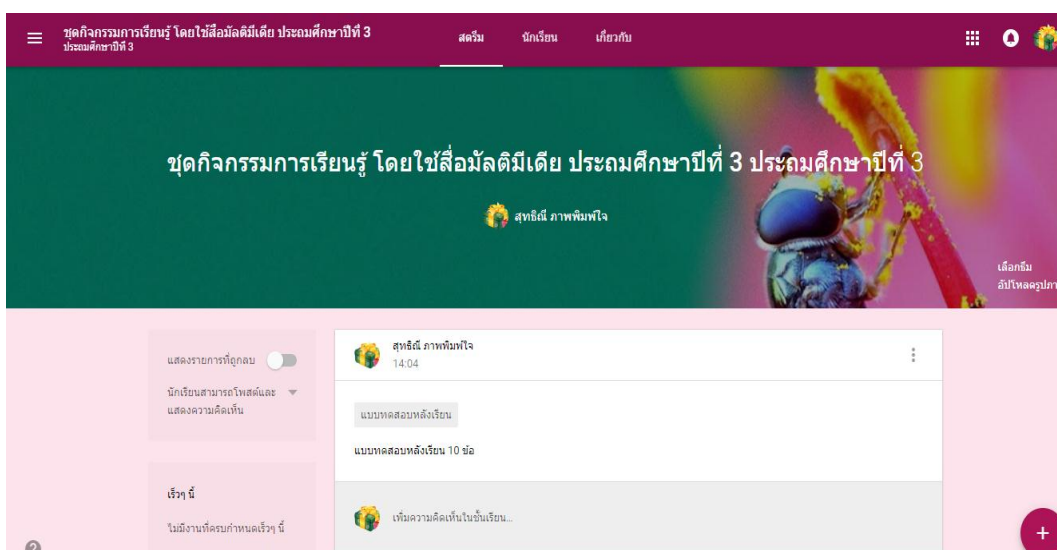 ชุดกิจกรรมการเรียนรู้ โดยใช้สื่อมัลติมีเดีย ประถมศึกษาปีที่ 3
ประถมศึกษาปีที่ 3
สตรีม นักเรียน เกี่ยวกับ
ชุดกิจกรรมการเรียนรู้ โดยใช้สื่อมัลติมีเดีย ประถมศึกษาปีที่ 3 ประถมศึกษาปีที่ 3
สุทธิณี ภาพพิมพ์ใจ
เลือกธีม
อัปโหลดรูปภา
แสดงรายการที่ถูกลบ
นักเรียนสามารถโพสต์และ
แสดงความคิดเห็น
เร็วๆ นี้
ไม่มีงานที่ครบกำหนดเร็วๆ นี้
สุทธิณี ภาพพิมพ์ใจ
14:04
แบบทดสอบหลังเรียน
แบบทดสอบหลังเรียน 10 ข้อ
เพิ่มความคิดเห็นในชั้นเรียน...